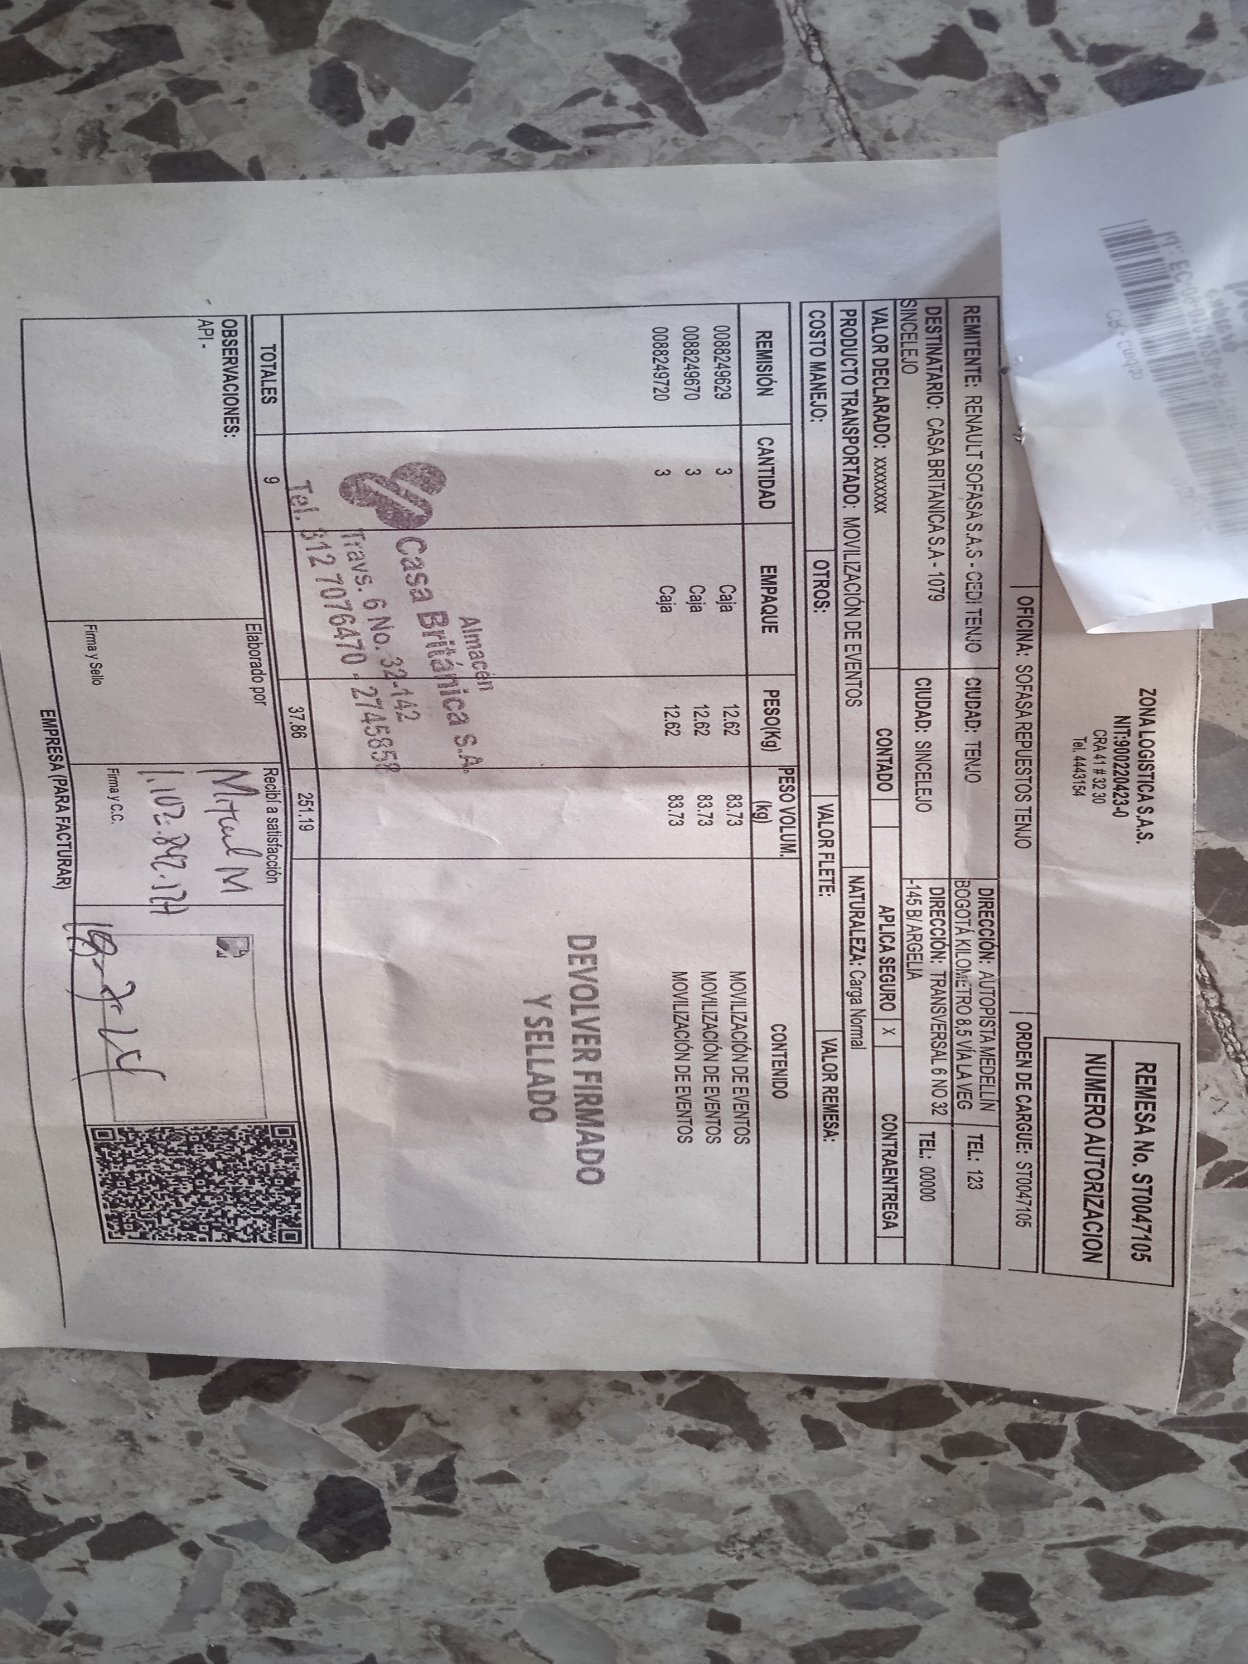 ZONA LOGISTICA S.A.S.
NIT:900220423-0
CRA 41 # 32 30
Tel. 4443154
REMESA No. ST0047105
NUMERO AUTORIZACION
OFICINA: SOFASA REPUESTOS TENJO
ORDEN DE CARGUE: ST0047105
REMITENTE: RENAULT SOFASA S.A.S - CEDI TENJO
CIUDAD: TENJO
DIRECCIÓN: AUTOPISTA MEDELLÍN
BOGOTÁ KILOMETRO 8,5 VÍA LA VEG
TEL: 123
DESTINATARIO: CASA BRITANICA S.A - 1079
SINCELEJO
CIUDAD: SINCELEJO
DIRECCIÓN: TRANSVERSAL 6 NO 32
-145 B/ ARGELIA
TEL: 00000
VALOR DECLARADO: xxxxxxxx
CONTADO
APLICA SEGURO X
CONTRAENTREGA
PRODUCTO TRANSPORTADO: MOVILIZACIÓN DE EVENTOS
NATURALEZA: Carga Normal
COSTO MANEJO:
OTROS:
VALOR FLETE:
VALOR REMESA:
REMISIÓN CANTIDAD EMPAQUE PESO(Kg) PESO VOLUM. (kg) CONTENIDO
0088249629 3 Caja 12.62 83.73 MOVILIZACIÓN DE EVENTOS
0088249670 3 Caja 12.62 83.73 MOVILIZACIÓN DE EVENTOS
0088249720 3 Caja 12.62 83.73 MOVILIZACIÓN DE EVENTOS
DEVOLVER FIRMADO
Y SELLADO
Almacén
Casa Británica S.A.
Travs. 6 No. 32-142
Tel. 312 7076470 - 2745858
TOTALES 9 37.86 251.19
OBSERVACIONES:
API -
Elaborado por
Firma y Sello
Recibí a satisfacción
Firma y C.C.
EMPRESA (PARA FACTURAR)